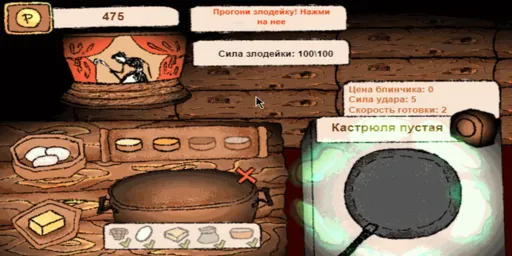 ₽ 475
Прогони злодейку! Нажми
на нее
Сила злодейки: 100\100
Цена блинчика: 0
Сила удара: 5
Скорость готовки: 2
Кастрюля пустая